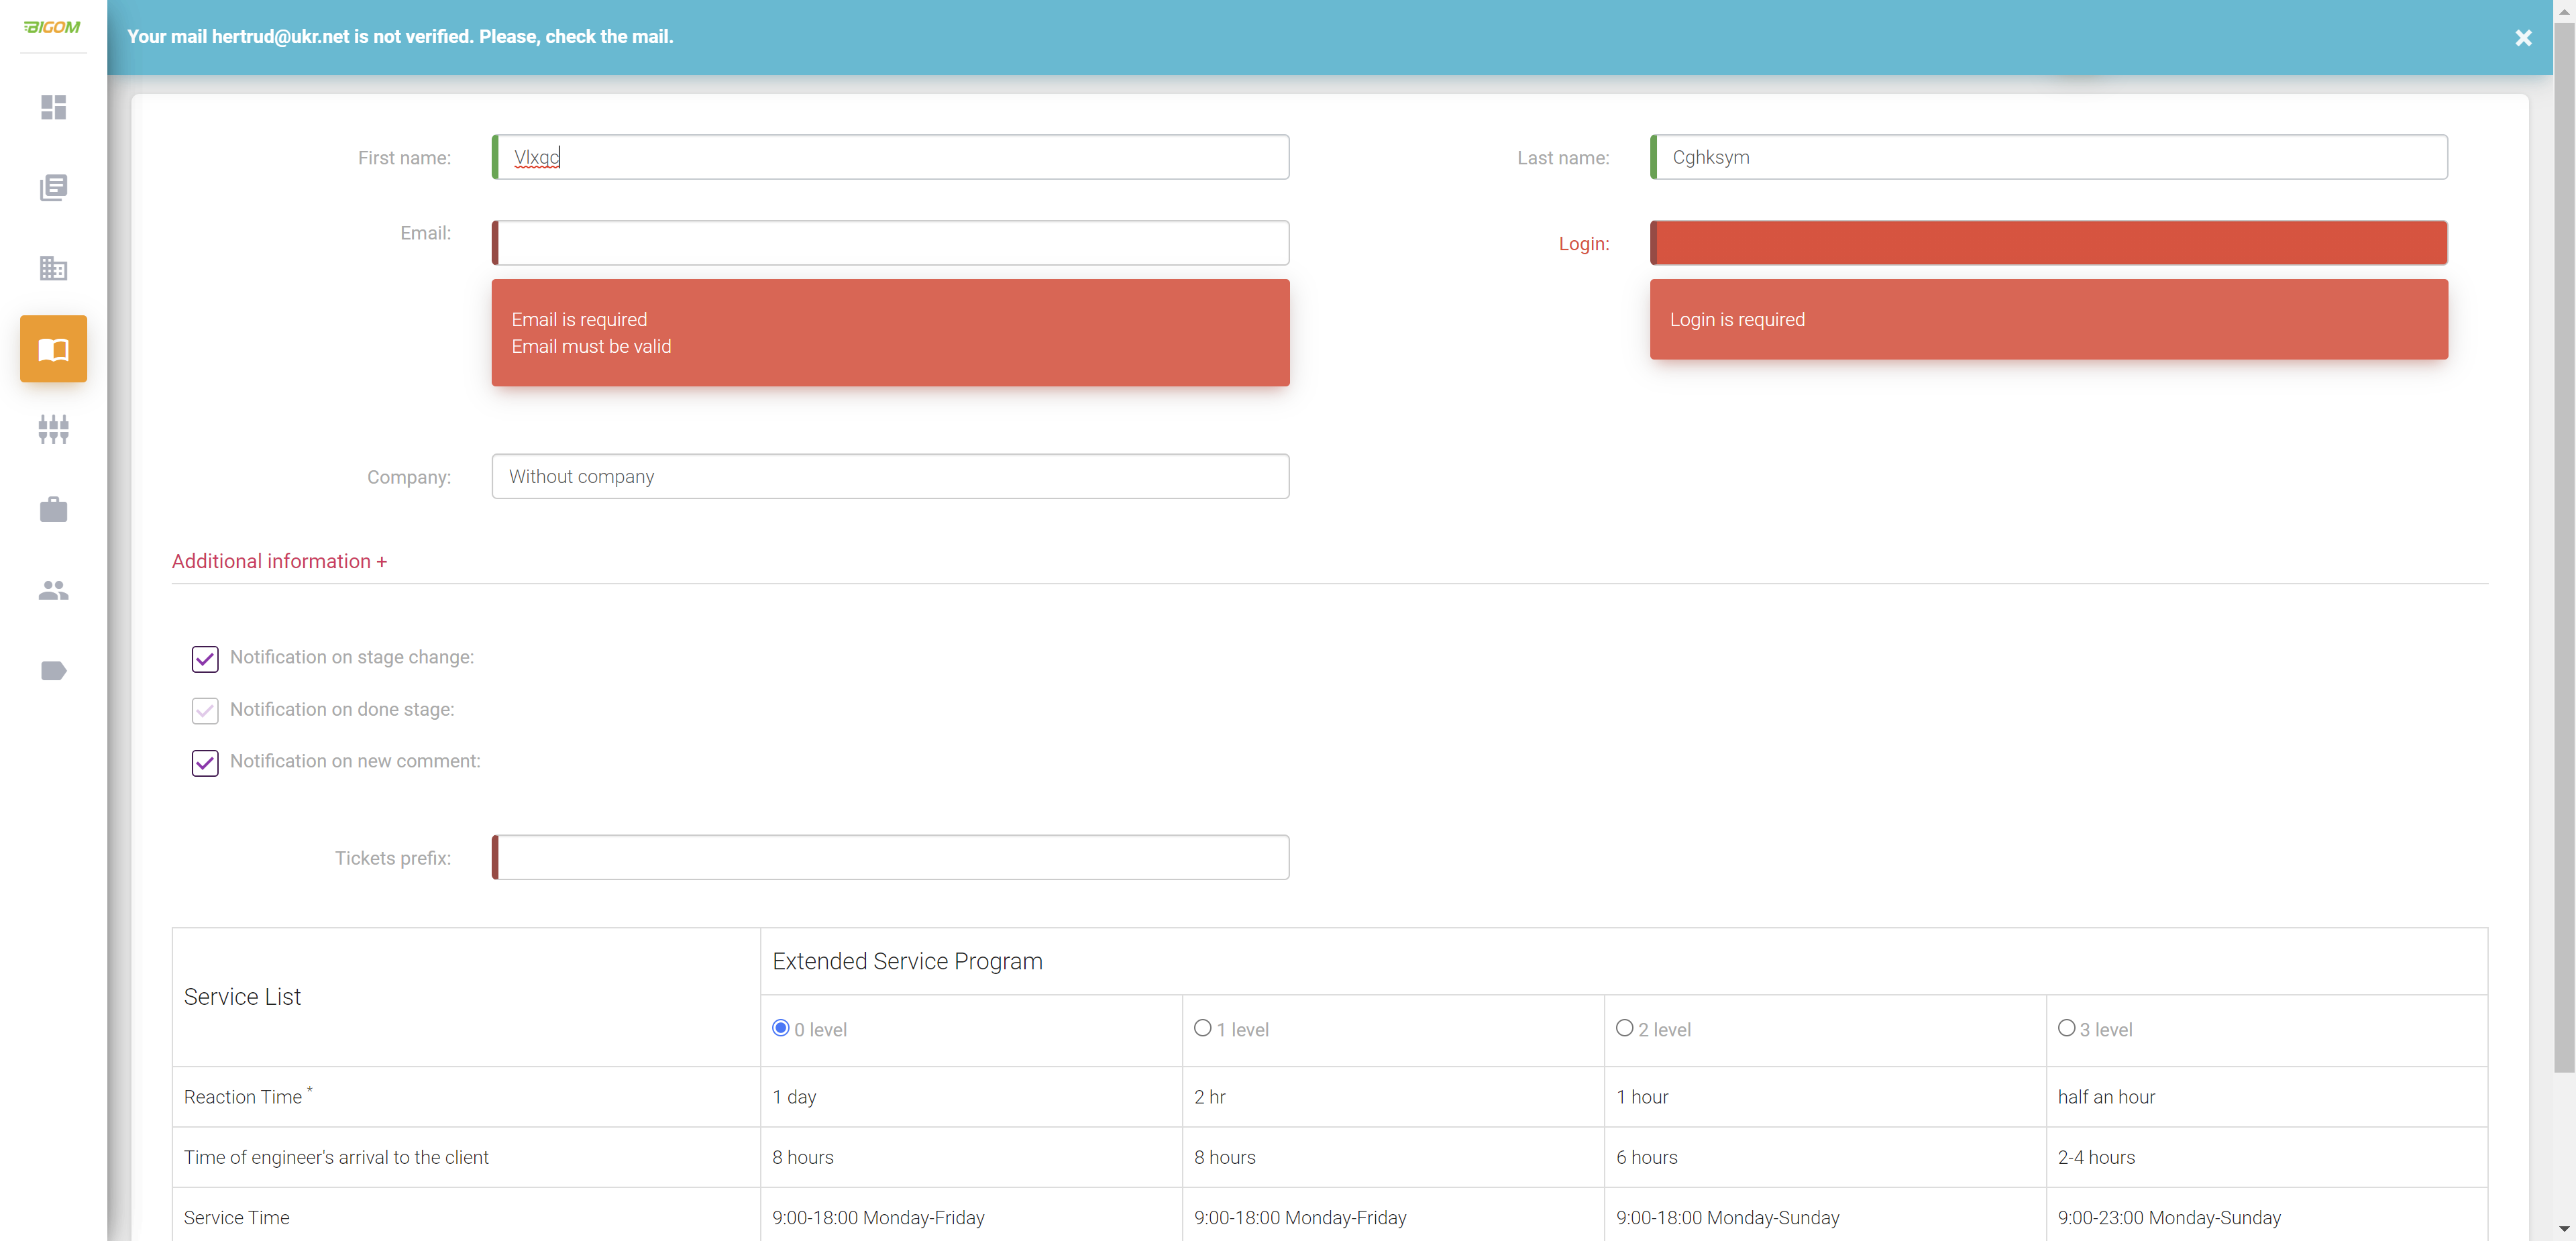 BIGOM
Your mail hertrud@ukr.net is not verified. Please, check the mail.
First name:
Vlxqc
Last name:
Cghksym
Email:
Login:
Email is required
Email must be valid
Login is required
Company:
Without company
Additional information +
Notification on stage change:
Notification on done stage:
Notification on new comment:
Tickets prefix:
Service List
Extended Service Program
0 level
1 level
2 level
3 level
Reaction Time *
1 day
2 hr
1 hour
half an hour
Time of engineer's arrival to the client
8 hours
8 hours
6 hours
2-4 hours
Service Time
9:00-18:00 Monday-Friday
9:00-18:00 Monday-Friday
9:00-18:00 Monday-Sunday
9:00-23:00 Monday-Sunday